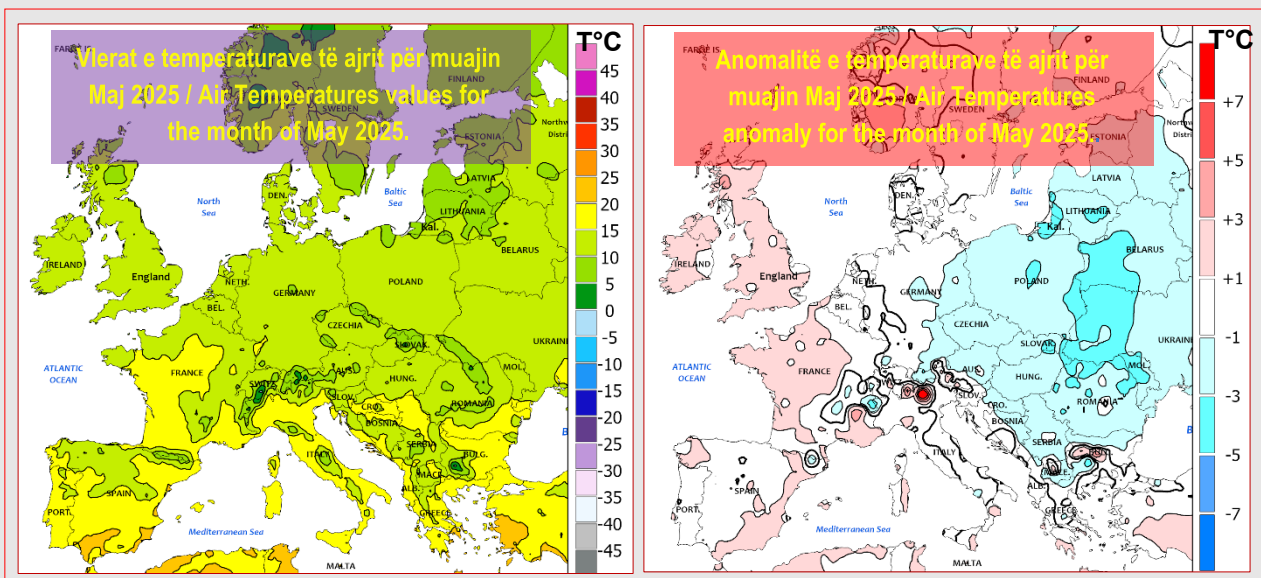 T°C
Vlerat e temperaturave të ajrit për muajin
Maj 2025 / Air Temperatures values for
the month of May 2025.
FINLAND
SWEDEN
ESTONIA
LATVIA
Baltic
Sea
North
Sea
DEN.
LITHUANIA
Kal.
BELARUS
IRELAND
England
NETH.
GERMANY
POLAND
BEL.
CZECHIA
SLOVAK.
UKRAINI
ATLANTIC
OCEAN
FRANCE
SWITZ.
AUS.
HUNG.
MOL.
SLOV.
CRO.
ROMANIA
BOSNIA
SERBIA
ITALY
BULG.
MACE.
ALB.
SPAIN
PORT.
GREECE
Mediterranean Sea
MALTA
45
40
35
30
25
20
15
10
5
0
-5
-10
-15
-20
-25
-30
-35
-40
-45
T°C
Anomalitë e temperaturave të ajrit për
muajin Maj 2025 / Air Temperatures
anomaly for the month of May 2025.
FINLAND
SWEDEN
ESTONIA
LATVIA
Baltic
Sea
North
Sea
DEN.
LITHUANIA
Kal.
BELARUS
IRELAND
England
NETH.
GERMANY
POLAND
BEL.
CZECHIA
SLOVAK.
UKRAINI
ATLANTIC
OCEAN
FRANCE
AUS.
HUNG.
MOL.
SLOV.
CRO.
ROMANIA
BOSNIA
SERBIA
ITALY
BULG.
MACE.
ALB.
SPAIN
PORT.
GREECE
Mediterranean Sea
MALTA
+7
+5
+3
+1
-1
-3
-5
-7